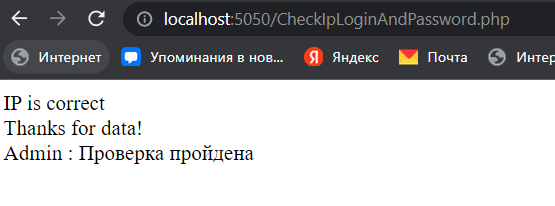 localhost:5050/CheckIpLoginAndPassword.php
Интернет Упоминания в нов... Яндекс Почта Интер
IP is correct
Thanks for data!
Admin : Проверка пройдена